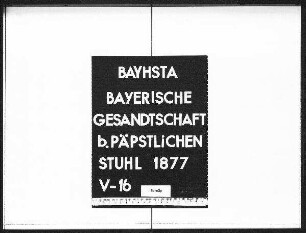 BAYHSTA
BAYERISCHE
GESANDTSCHAFT
b. PÄPSTLiCHEN
STUHL 1877
V-16